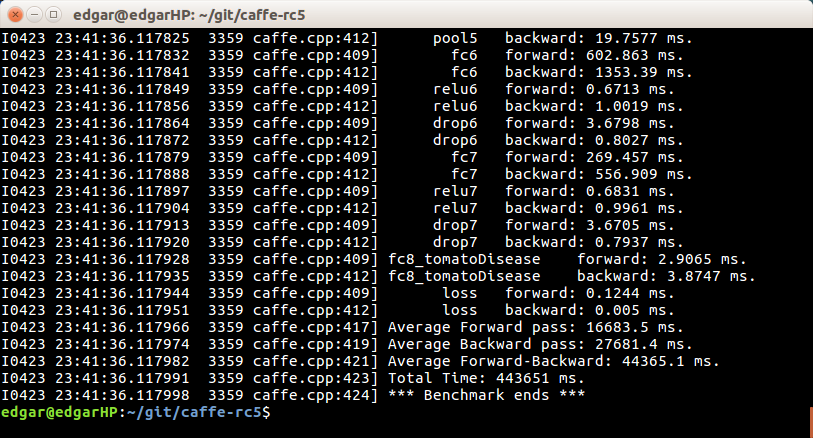 edgar@edgarHP: ~/git/caffe-rc5
I0423 23:41:36.117825  3359 caffe.cpp:412]      pool5   backward: 19.7577 ms.
I0423 23:41:36.117832  3359 caffe.cpp:409]        fc6   forward: 602.863 ms.
I0423 23:41:36.117841  3359 caffe.cpp:412]        fc6   backward: 1353.39 ms.
I0423 23:41:36.117849  3359 caffe.cpp:409]      relu6   forward: 0.6713 ms.
I0423 23:41:36.117856  3359 caffe.cpp:412]      relu6   backward: 1.0019 ms.
I0423 23:41:36.117864  3359 caffe.cpp:409]      drop6   forward: 3.6798 ms.
I0423 23:41:36.117872  3359 caffe.cpp:412]      drop6   backward: 0.8027 ms.
I0423 23:41:36.117879  3359 caffe.cpp:409]        fc7   forward: 269.457 ms.
I0423 23:41:36.117888  3359 caffe.cpp:412]        fc7   backward: 556.909 ms.
I0423 23:41:36.117897  3359 caffe.cpp:409]      relu7   forward: 0.6831 ms.
I0423 23:41:36.117904  3359 caffe.cpp:412]      relu7   backward: 0.9961 ms.
I0423 23:41:36.117913  3359 caffe.cpp:409]      drop7   forward: 3.6705 ms.
I0423 23:41:36.117920  3359 caffe.cpp:412]      drop7   backward: 0.7937 ms.
I0423 23:41:36.117928  3359 caffe.cpp:409] fc8_tomatoDisease    forward: 2.9065 ms.
I0423 23:41:36.117935  3359 caffe.cpp:412] fc8_tomatoDisease    backward: 3.8747 ms.
I0423 23:41:36.117944  3359 caffe.cpp:409]       loss   forward: 0.1244 ms.
I0423 23:41:36.117951  3359 caffe.cpp:412]       loss   backward: 0.005 ms.
I0423 23:41:36.117966  3359 caffe.cpp:417] Average Forward pass: 16683.5 ms.
I0423 23:41:36.117974  3359 caffe.cpp:419] Average Backward pass: 27681.4 ms.
I0423 23:41:36.117982  3359 caffe.cpp:421] Average Forward-Backward: 44365.1 ms.
I0423 23:41:36.117991  3359 caffe.cpp:423] Total Time: 443651 ms.
I0423 23:41:36.117998  3359 caffe.cpp:424] *** Benchmark ends ***
edgar@edgarHP:~/git/caffe-rc5$